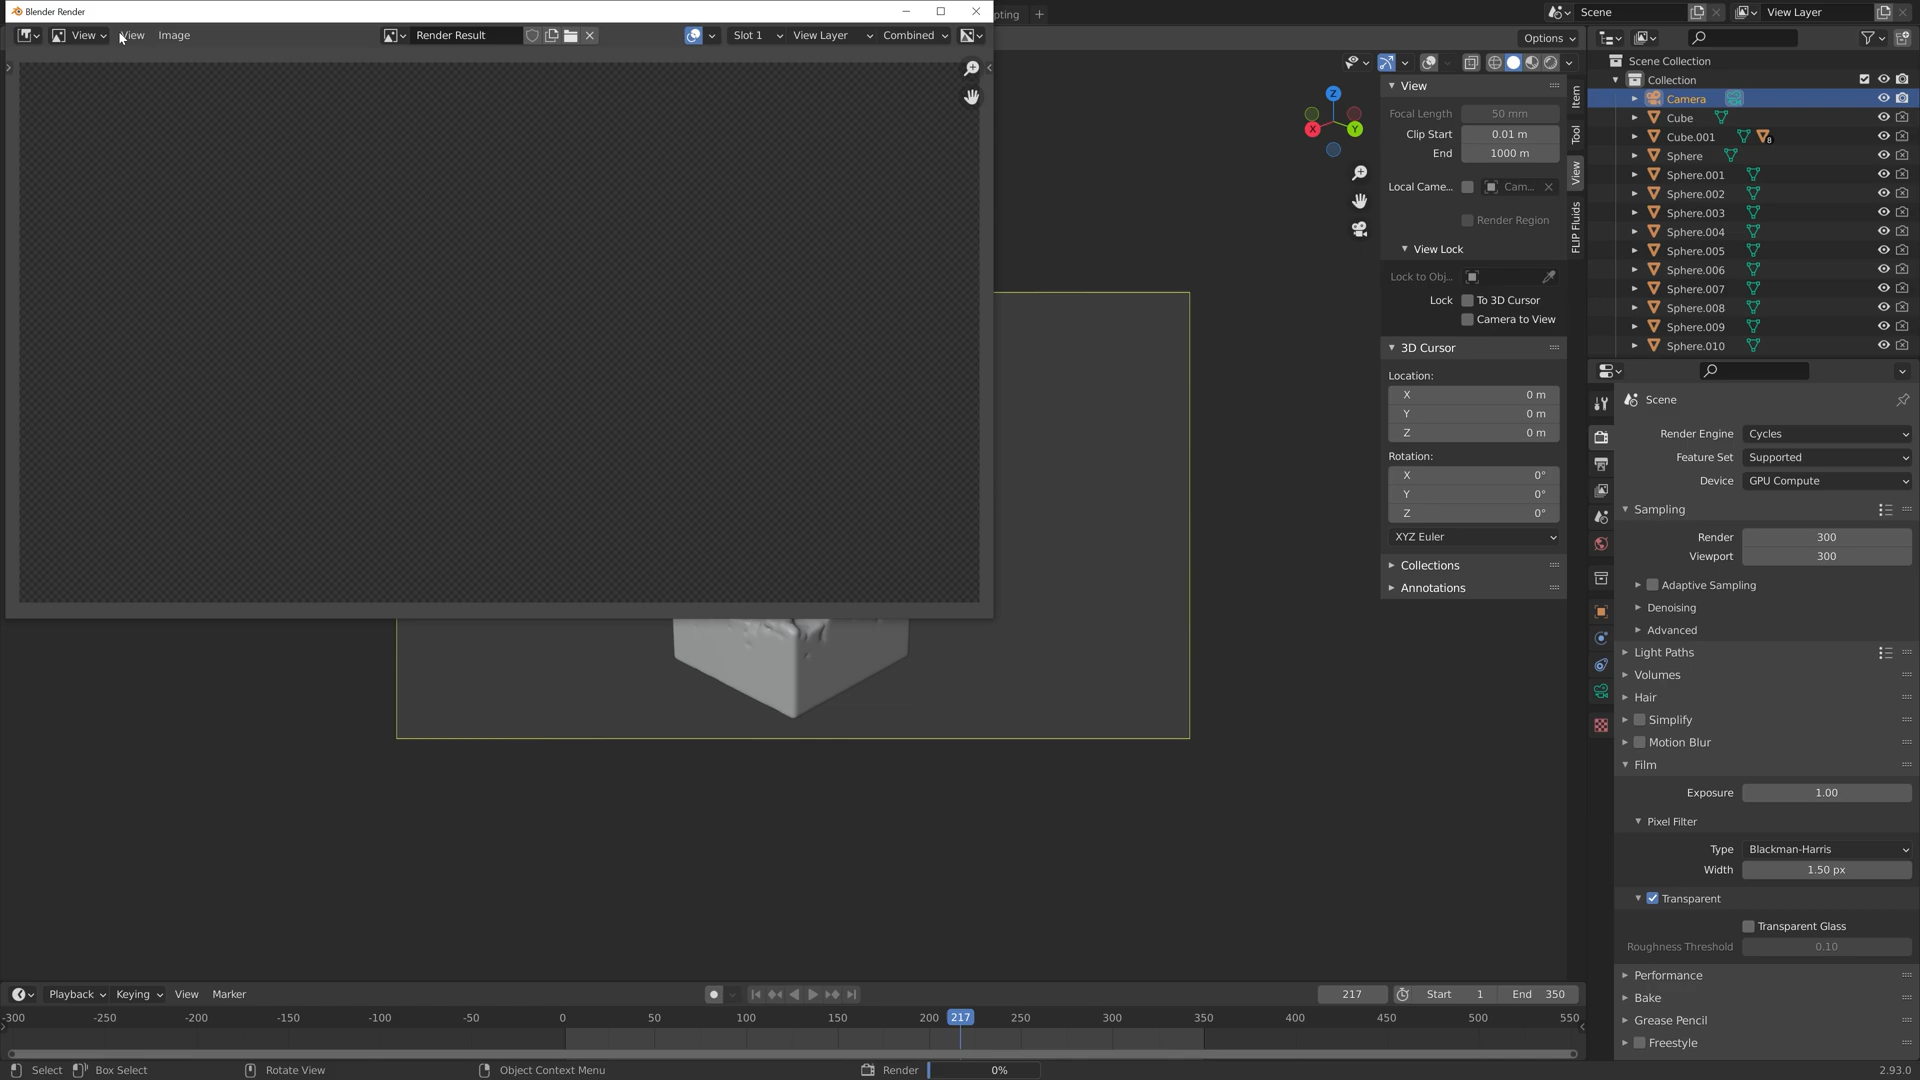 Blender Render
View View Image Render Result Slot 1 View Layer Combined
pting
Scene View Layer
Options
View
Focal Length 50 mm
Clip Start 0.01 m
End 1000 m
Local Came... Cam...
Render Region
View Lock
Lock to Obj...
Lock To 3D Cursor
Camera to View
3D Cursor
Location:
X 0 m
Y 0 m
Z 0 m
Rotation:
X 0°
Y 0°
Z 0°
XYZ Euler
Collections
Annotations
Item
Tool
View
FLIP Fluids
Z
X
Y
Scene Collection
Collection
Camera
Cube
Cube.001 8
Sphere
Sphere.001
Sphere.002
Sphere.003
Sphere.004
Sphere.005
Sphere.006
Sphere.007
Sphere.008
Sphere.009
Sphere.010
Scene
Render Engine Cycles
Feature Set Supported
Device GPU Compute
Sampling
Render 300
Viewport 300
Adaptive Sampling
Denoising
Advanced
Light Paths
Volumes
Hair
Simplify
Motion Blur
Film
Exposure 1.00
Pixel Filter
Type Blackman-Harris
Width 1.50 px
Transparent
Transparent Glass
Roughness Threshold 0.10
Performance
Bake
Grease Pencil
Freestyle
Playback Keying View Marker 217 Start 1 End 350
-300 -250 -200 -150 -100 -50 0 50 100 150 200 217 250 300 350 400 450 500 550
Select Box Select Rotate View Object Context Menu Render 0% 2.93.0